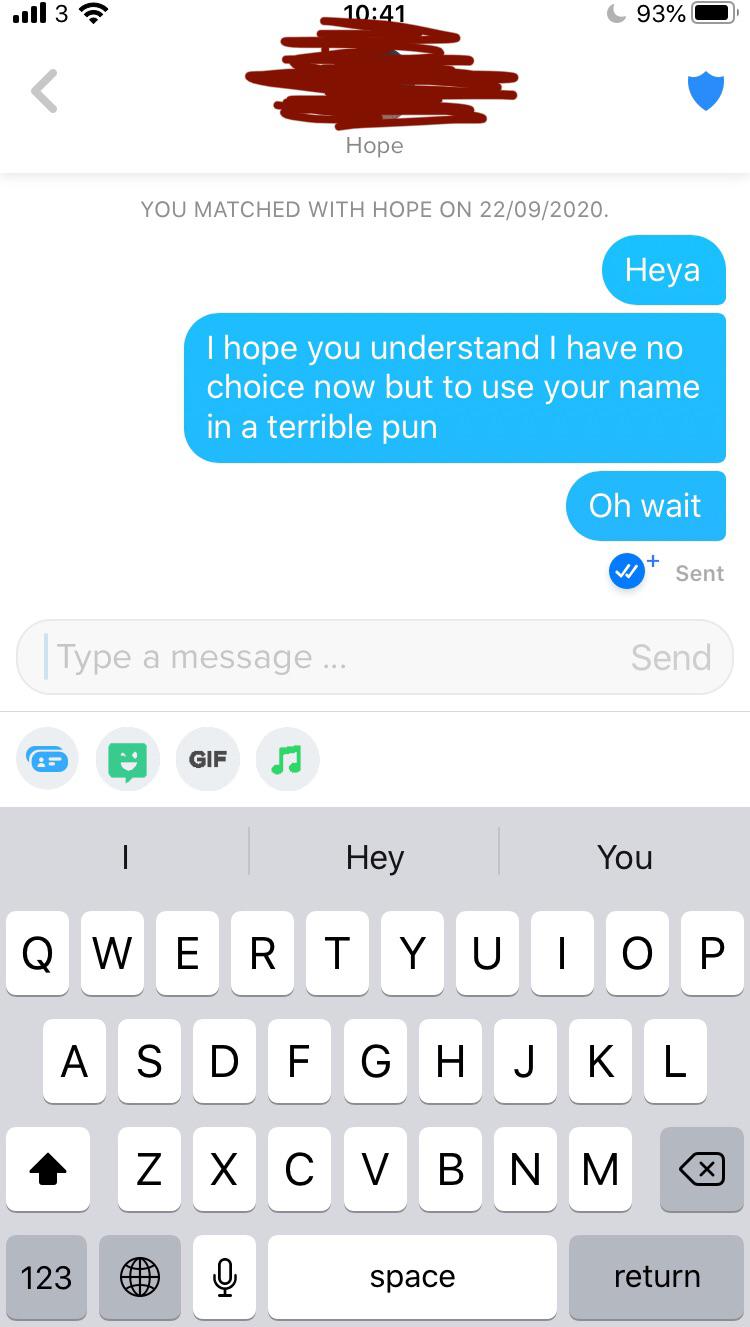 3 10:41 93%
Hope
YOU MATCHED WITH HOPE ON 22/09/2020.
Heya
I hope you understand I have no
choice now but to use your name
in a terrible pun
Oh wait
Sent
Type a message ... Send
GIF
I Hey You
Q W E R T Y U I O P
A S D F G H J K L
Z X C V B N M
123 space return